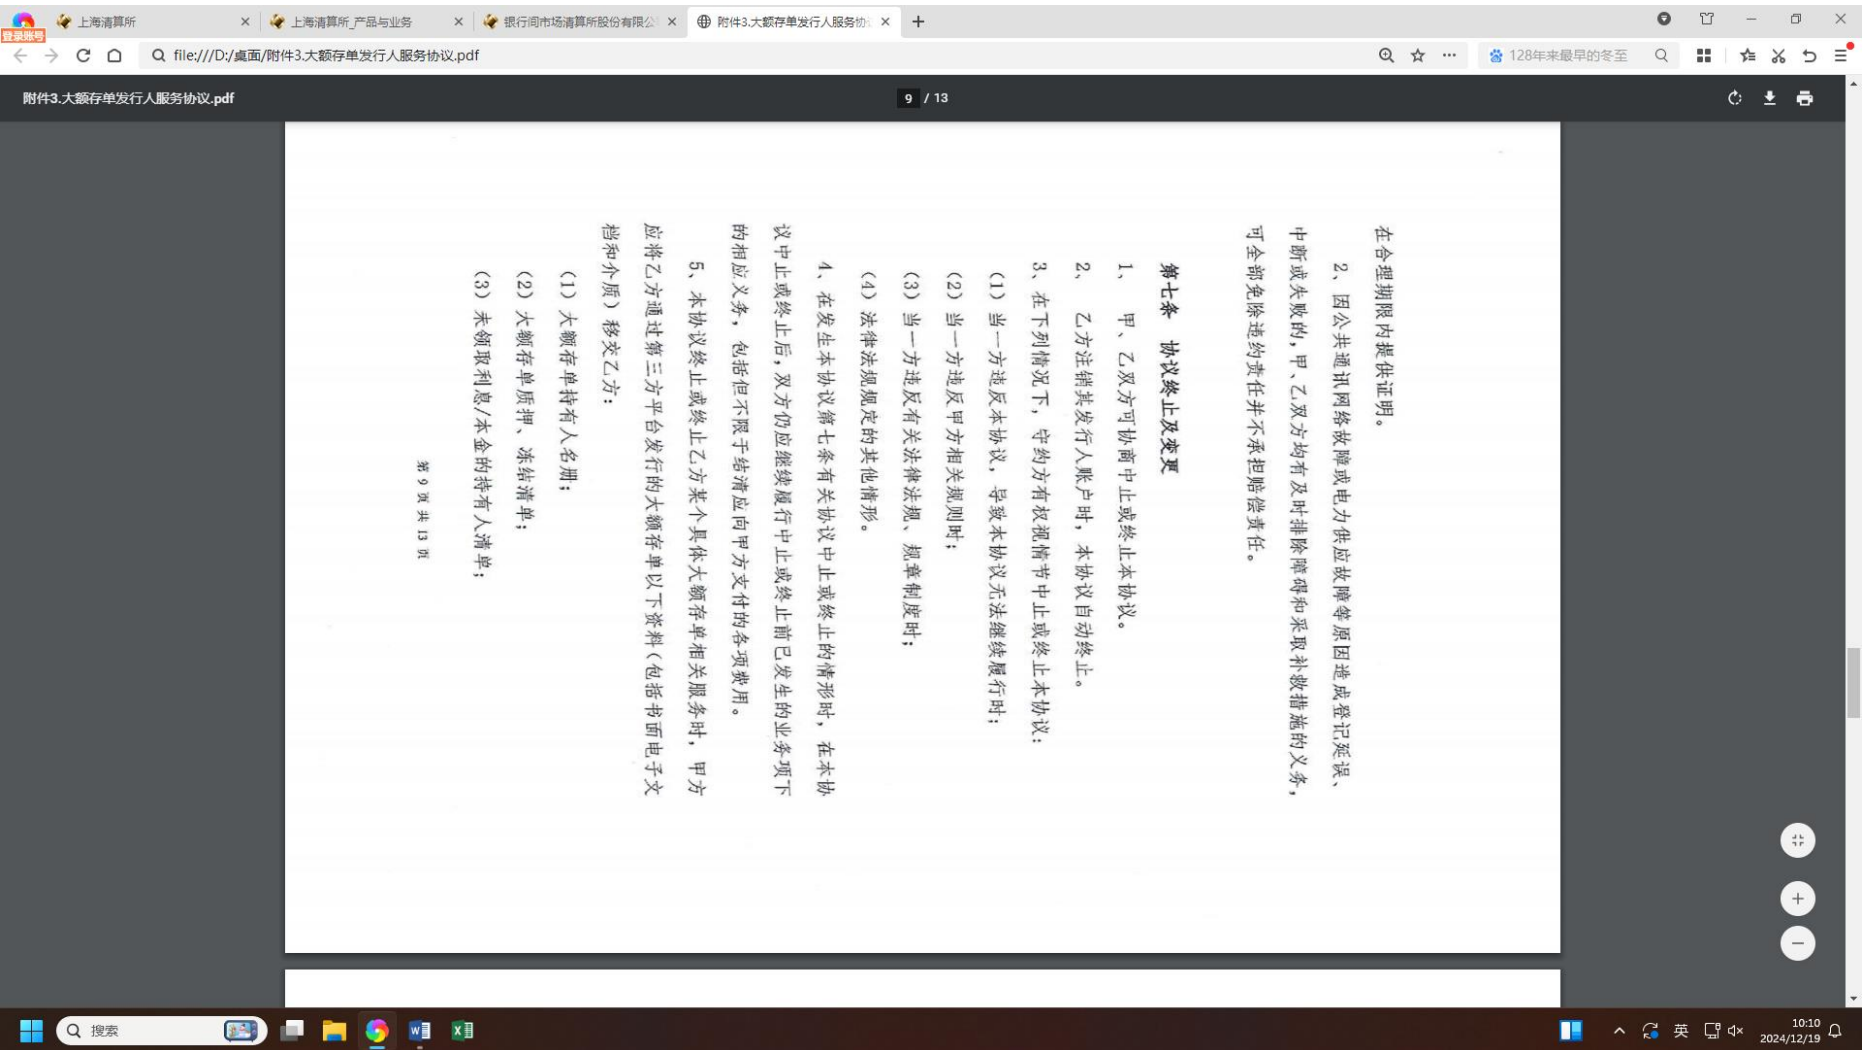 上海清算所
上海清算所_产品与业务
银行间市场清算所股份有限公
附件3.大额存单发行人服务协
登录账号
file:///D:/桌面/附件3.大额存单发行人服务协议.pdf
128年来最早的冬至
附件3.大额存单发行人服务协议.pdf
9 / 13
在合理期限内提供证明。
2、因公共通讯网络故障或电力供应故障等原因造成登记延误、
中断或失败的，甲、乙双方均有及时排除障碍和采取补救措施的义务，
可全部免除违约责任并不承担赔偿责任。
第七条 协议终止及变更
1、 甲、乙双方可协商中止或终止本协议。
2、 乙方注销其发行人账户时，本协议自动终止。
3、在下列情况下，守约方有权视情节中止或终止本协议：
（1）当一方违反本协议，导致本协议无法继续履行时；
（2）当一方违反甲方相关规则时；
（3）当一方违反有关法律法规、规章制度时；
（4）法律法规规定的其他情形。
4、在发生本协议第七条有关协议中止或终止的情形时，在本协
议中止或终止后，双方仍应继续履行中止或终止前已发生的业务项下
的相应义务，包括但不限于结清应向甲方支付的各项费用。
5、本协议终止或终止乙方某个具体大额存单相关服务时，甲方
应将乙方通过第三方平台发行的大额存单以下资料（包括书面电子文
档和介质）移交乙方：
（1）大额存单持有人名册；
（2）大额存单质押、冻结清单；
（3）未领取利息/本金的持有人清单；
第 9 页 共 13 页
搜索
英
10:10
2024/12/19